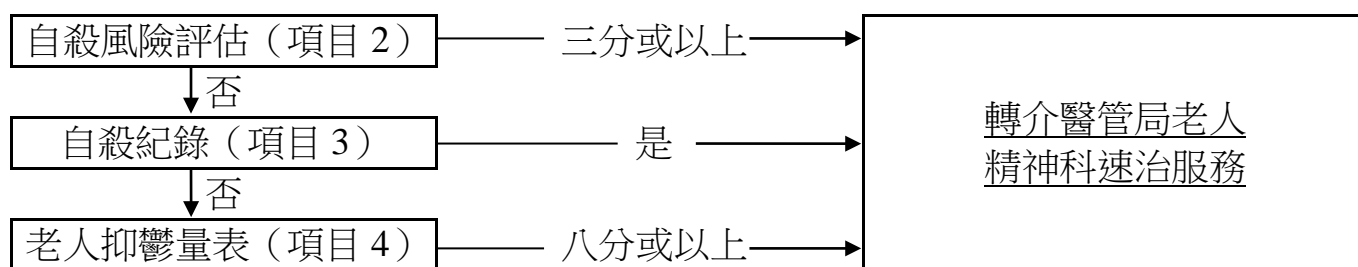 自殺風險評估（項目 2） 三分或以上
否
自殺紀錄（項目 3） 是
轉介醫管局老人
精神科速治服務
否
老人抑鬱量表（項目 4） 八分或以上